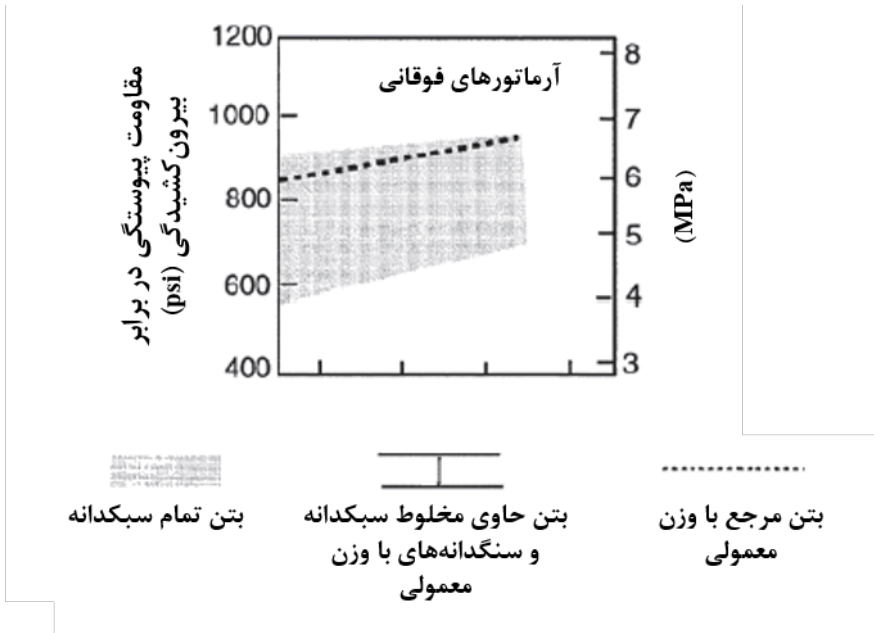 1200
1000
800
600
400
مقاومت پیوستگی در برابر
بیرون‌کشیدگی (psi)
آرماتورهای فوقانی
8
7
6
5
4
3
(MPa)
بتن مرجع با وزن
معمولی
بتن حاوی مخلوط سبکدانه
و سنگدانه‌های با وزن
معمولی
بتن تمام سبکدانه